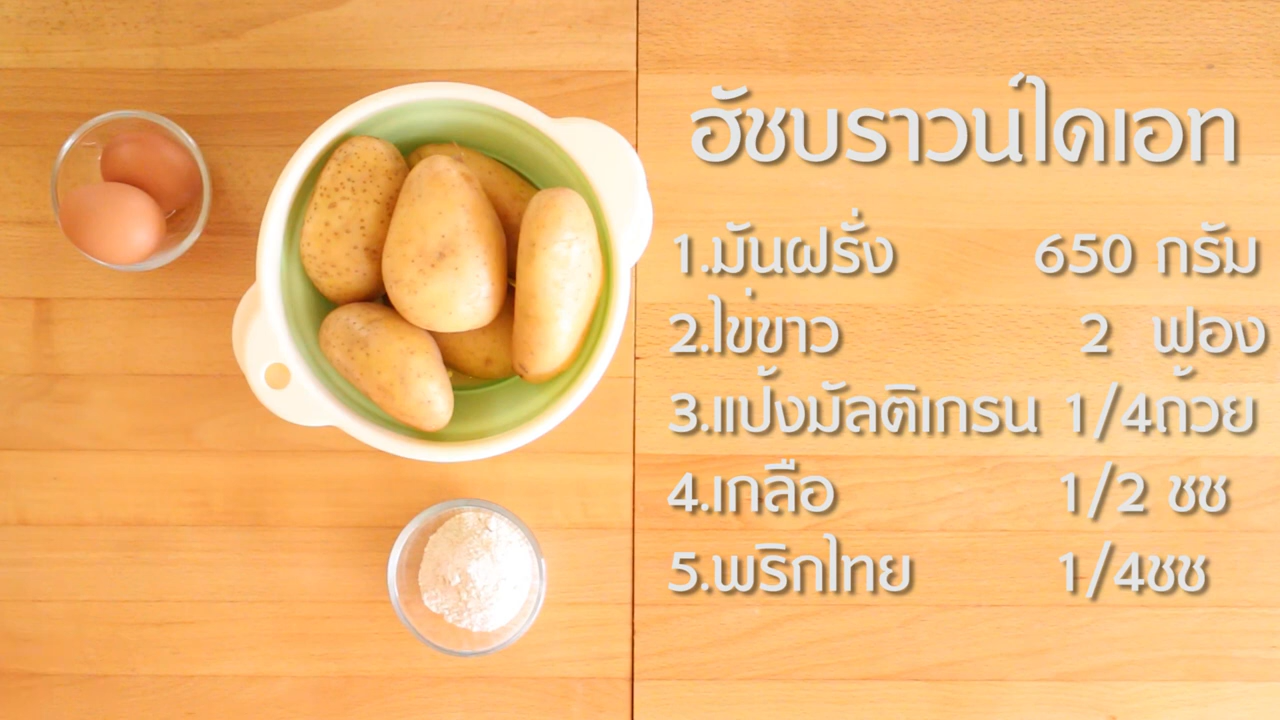 ฮัชบราวน์ไดเอท
1.มันฝรั่ง 650 กรัม
2.ไข่ขาว 2 ฟอง
3.แป้งมัลติเกรน 1/4ถ้วย
4.เกลือ 1/2 ชช
5.พริกไทย 1/4ชช